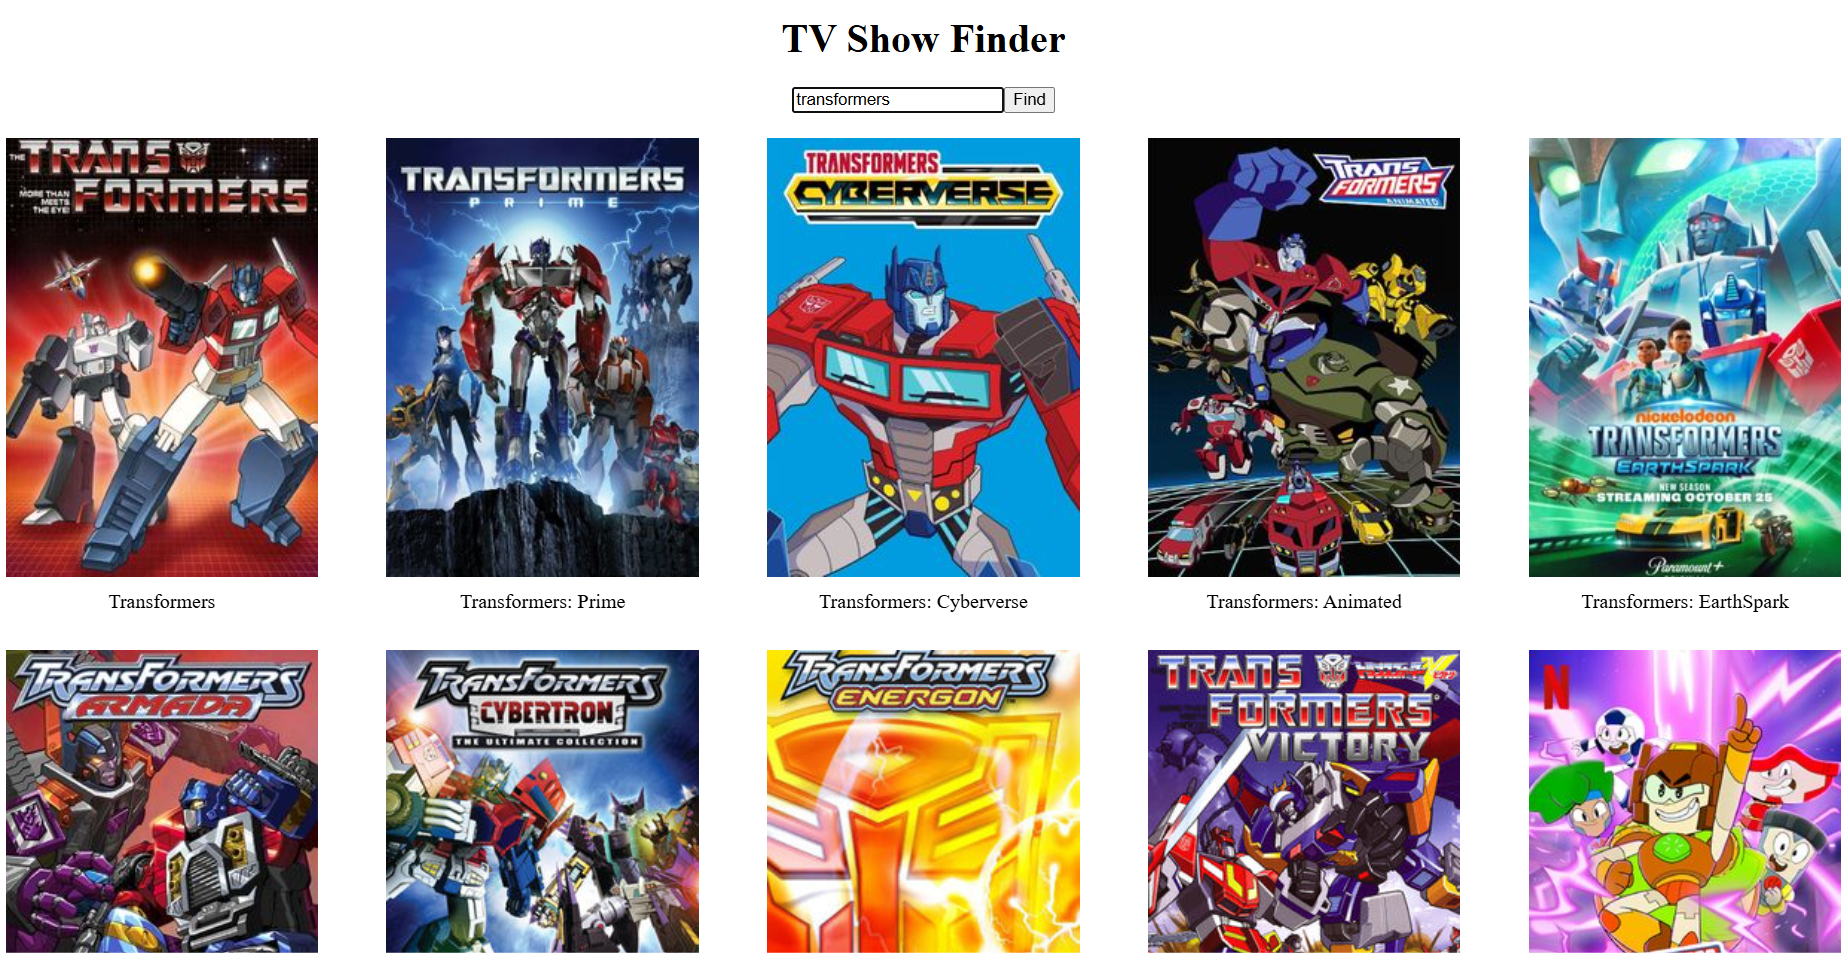 TV Show Finder
transformers Find
THE TRANSFORMERS
MORE THAN
MEETS
THE EYE!
TRANSFORMERS
PRIME
TRANSFORMERS
CYBERVERSE
TRANSFORMERS
ANIMATED
nickelodeon
TRANSFORMERS
EARTHSPARK
NEW SEASON
STREAMING OCTOBER 25
Paramount+
Transformers
Transformers: Prime
Transformers: Cyberverse
Transformers: Animated
Transformers: EarthSpark
TRANSFORMERS
ARMADA
TRANSFORMERS
CYBERTRON
THE ULTIMATE COLLECTION
TRANSFORMERS
ENERGON
TRANSFORMERS
VICTORY
N